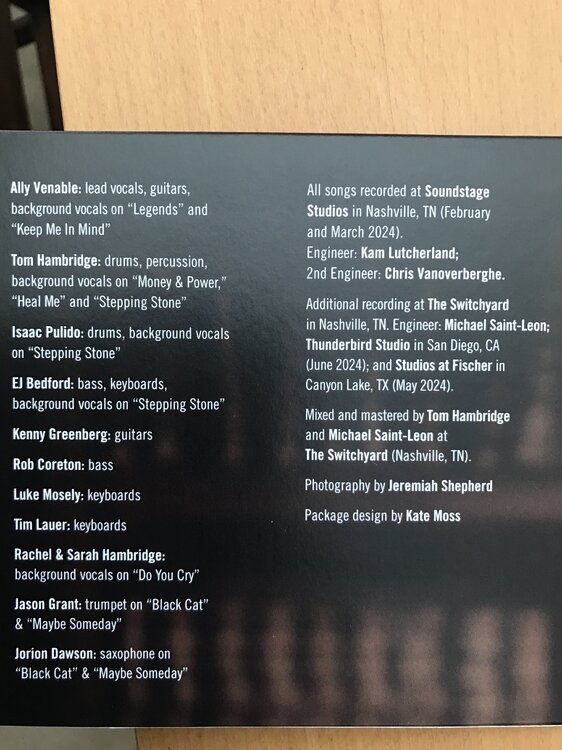 Ally Venable: lead vocals, guitars,
background vocals on “Legends” and
“Keep Me In Mind”
Tom Hambridge: drums, percussion,
background vocals on “Money & Power,”
“Heal Me” and “Stepping Stone”
Isaac Pulido: drums, background vocals
on “Stepping Stone”
EJ Bedford: bass, keyboards,
background vocals on “Stepping Stone”
Kenny Greenberg: guitars
Rob Coreton: bass
Luke Mosely: keyboards
Tim Lauer: keyboards
Rachel & Sarah Hambridge:
background vocals on “Do You Cry”
Jason Grant: trumpet on “Black Cat”
& “Maybe Someday”
Jorion Dawson: saxophone on
“Black Cat” & “Maybe Someday”
All songs recorded at Soundstage
Studios in Nashville, TN (February
and March 2024).
Engineer: Kam Lutcherland;
2nd Engineer: Chris Vanoverberghe.
Additional recording at The Switchyard
in Nashville, TN. Engineer: Michael Saint-Leon;
Thunderbird Studio in San Diego, CA
(June 2024); and Studios at Fischer in
Canyon Lake, TX (May 2024).
Mixed and mastered by Tom Hambridge
and Michael Saint-Leon at
The Switchyard (Nashville, TN).
Photography by Jeremiah Shepherd
Package design by Kate Moss